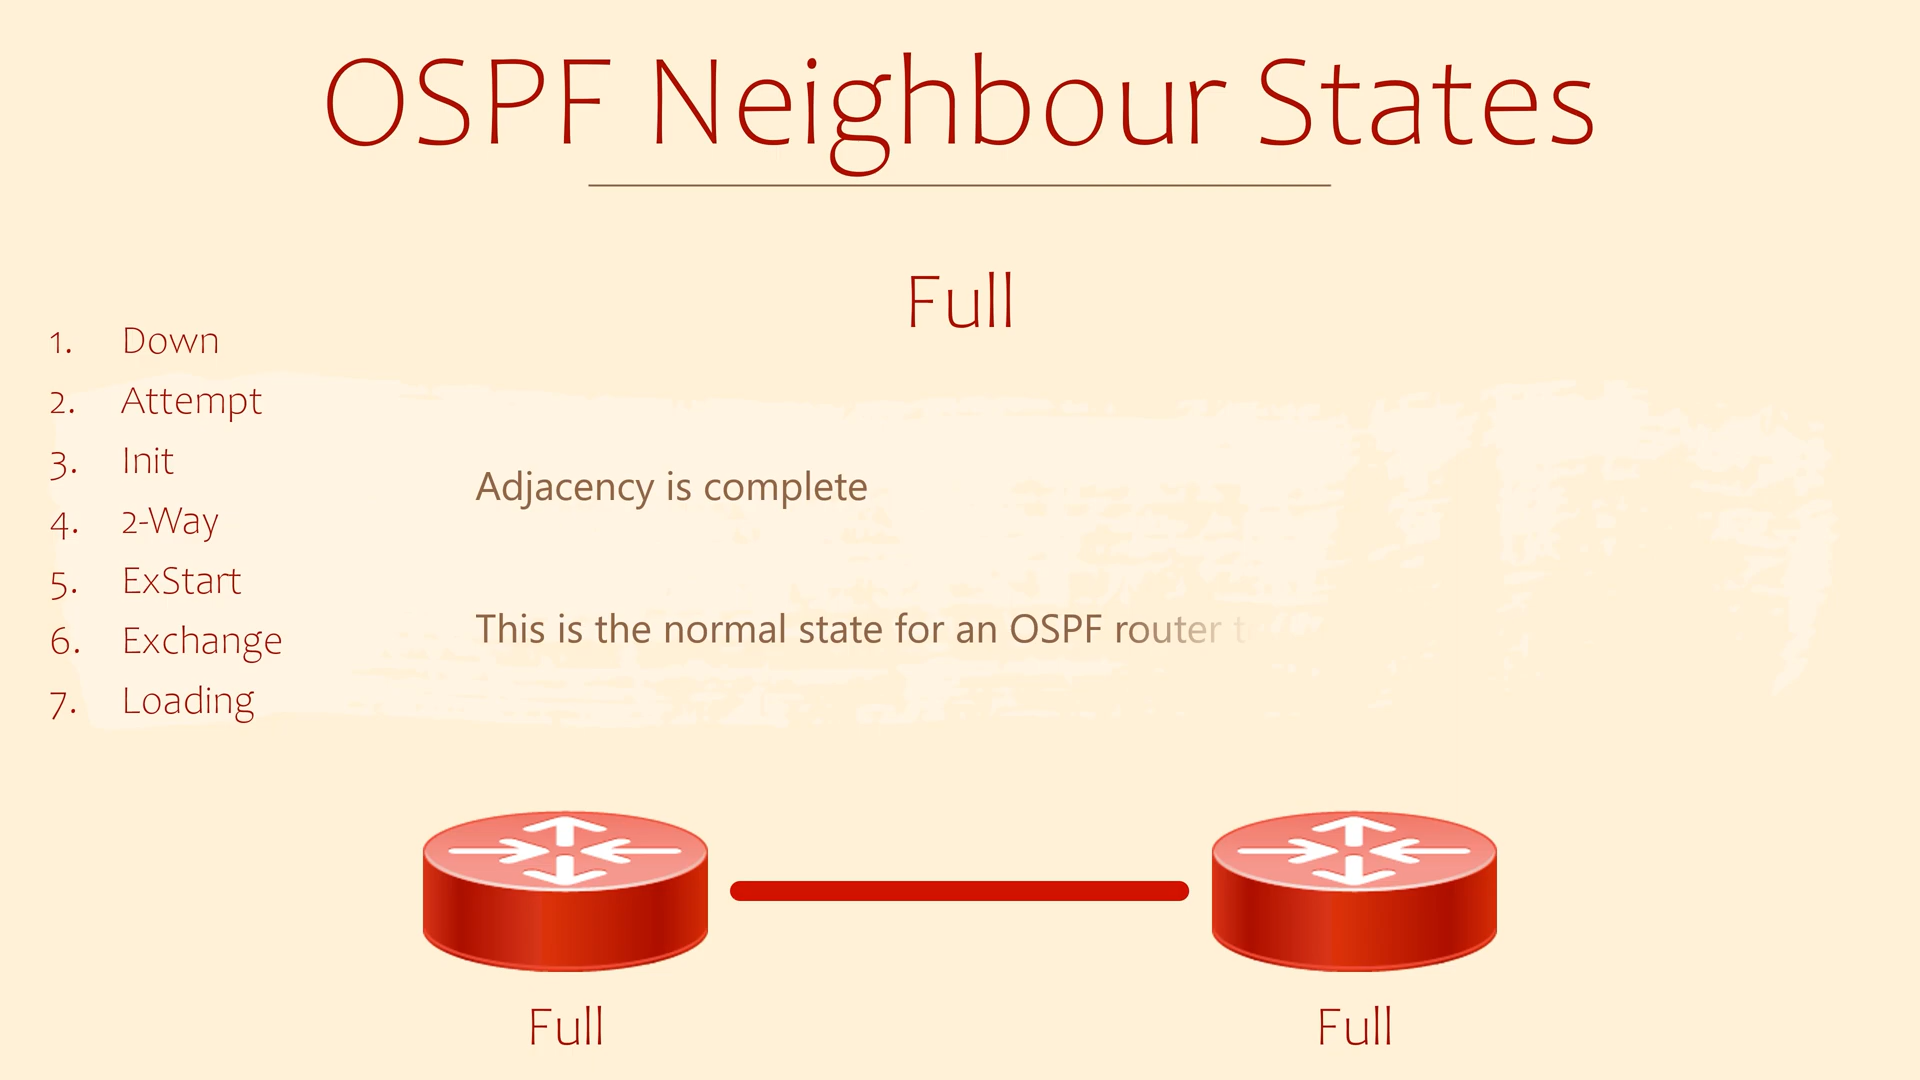 OSPF Neighbour States
Full
1. Down
2. Attempt
3. Init
4. 2-Way
5. ExStart
6. Exchange
7. Loading
Adjacency is complete
This is the normal state for an OSPF router
Full
Full